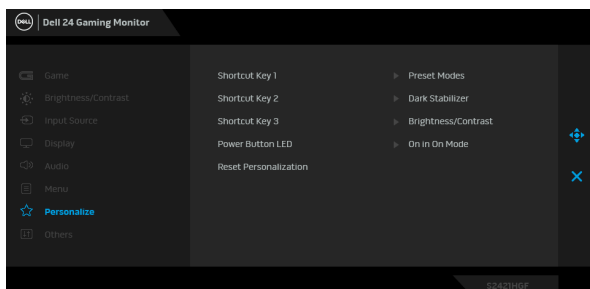 DELL Dell 24 Gaming Monitor
Game Shortcut Key 1 Preset Modes
Brightness/Contrast Shortcut Key 2 Dark Stabilizer
Input Source Shortcut Key 3 Brightness/Contrast
Display Power Button LED On in On Mode
Audio Reset Personalization
Menu
Personalize
Others
S2421HGF